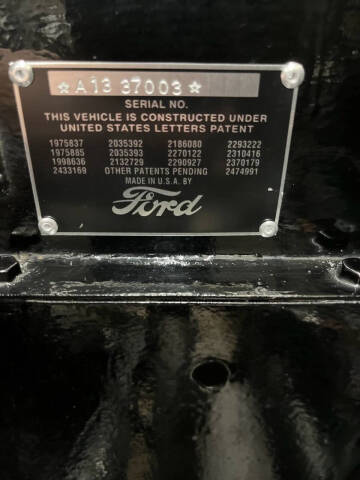 ☆A13 37003☆
SERIAL NO.
THIS VEHICLE IS CONSTRUCTED UNDER
UNITED STATES LETTERS PATENT
1975837 2035392 2186080 2293222
1975885 2035393 2270122 2310416
1998636 2132729 2290927 2370179
2433169 OTHER PATENTS PENDING 2474991
MADE IN U.S.A. BY
Ford